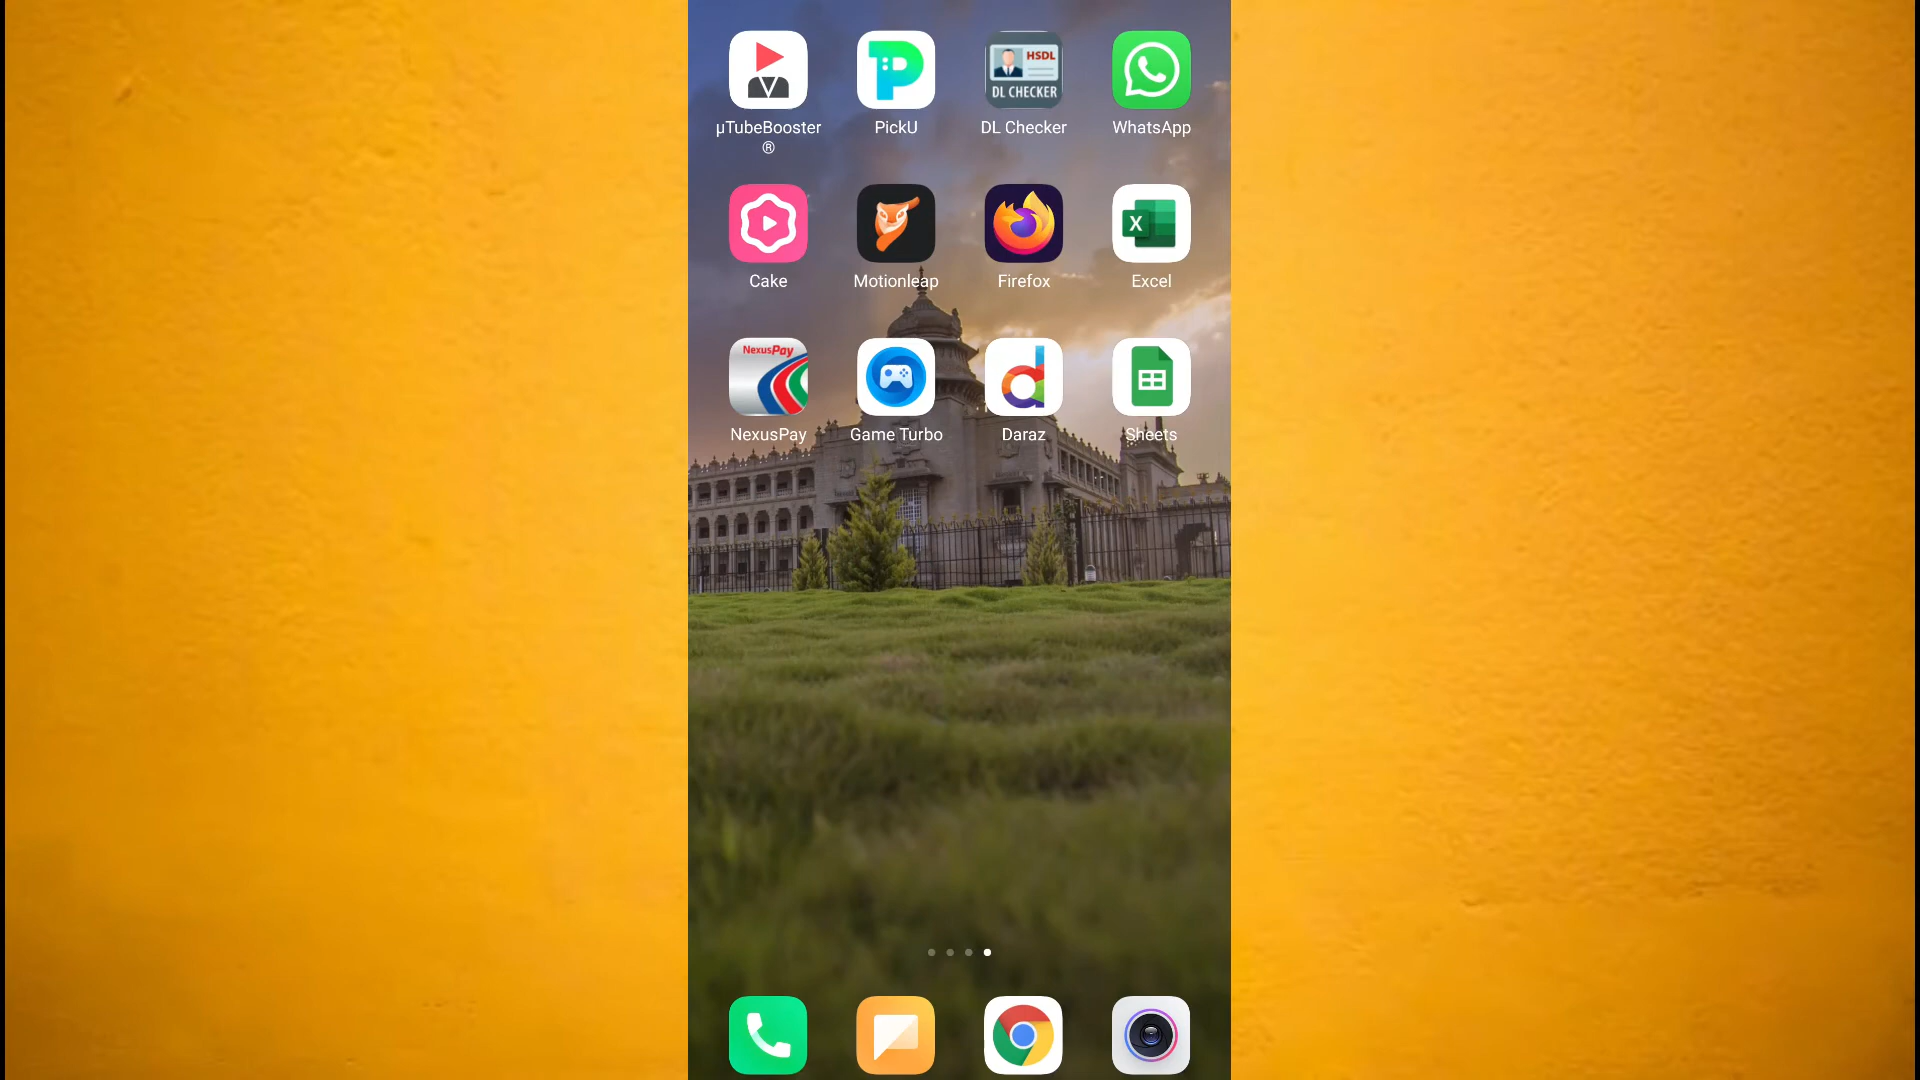 HSDL
DL CHECKER
µTubeBooster
®
PickU
DL Checker
WhatsApp
X
Cake
Motionleap
Firefox
Excel
NexusPay
NexusPay
Game Turbo
Daraz
Sheets